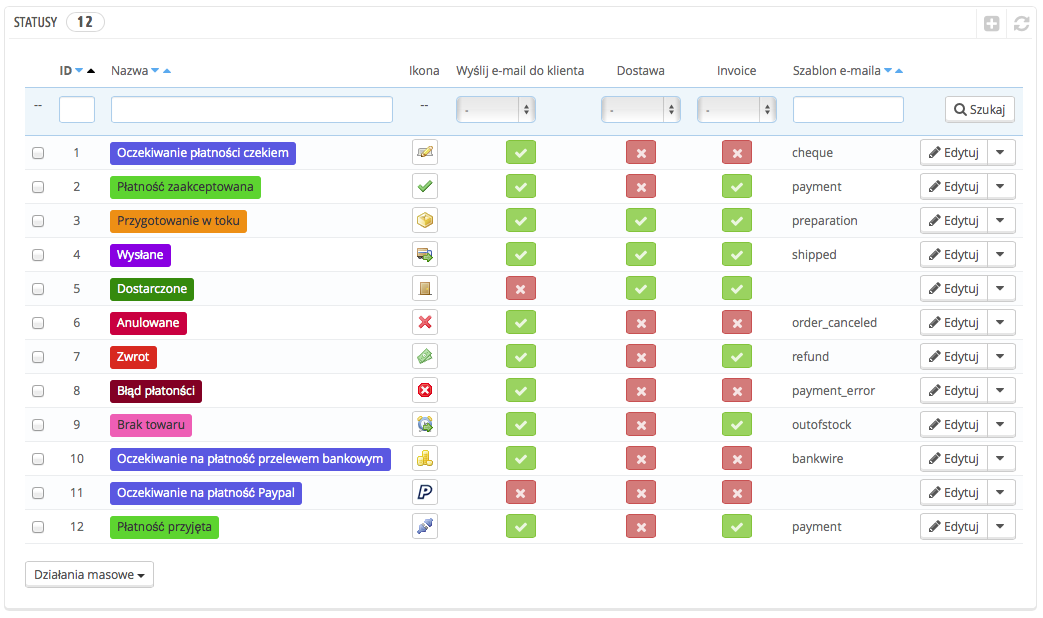 STATUSY 12
ID Nazwa Ikona Wyślij e-mail do klienta Dostawa Invoice Szablon e-maila
-- -- - - - Szukaj
1 Oczekiwanie płatności czekiem cheque Edytuj
2 Płatność zaakceptowana payment Edytuj
3 Przygotowanie w toku preparation Edytuj
4 Wysłane shipped Edytuj
5 Dostarczone Edytuj
6 Anulowane order_canceled Edytuj
7 Zwrot refund Edytuj
8 Błąd płatonści payment_error Edytuj
9 Brak towaru outofstock Edytuj
10 Oczekiwanie na płatność przelewem bankowym bankwire Edytuj
11 Oczekiwanie na płatność Paypal Edytuj
12 Płatność przyjęta payment Edytuj
Działania masowe